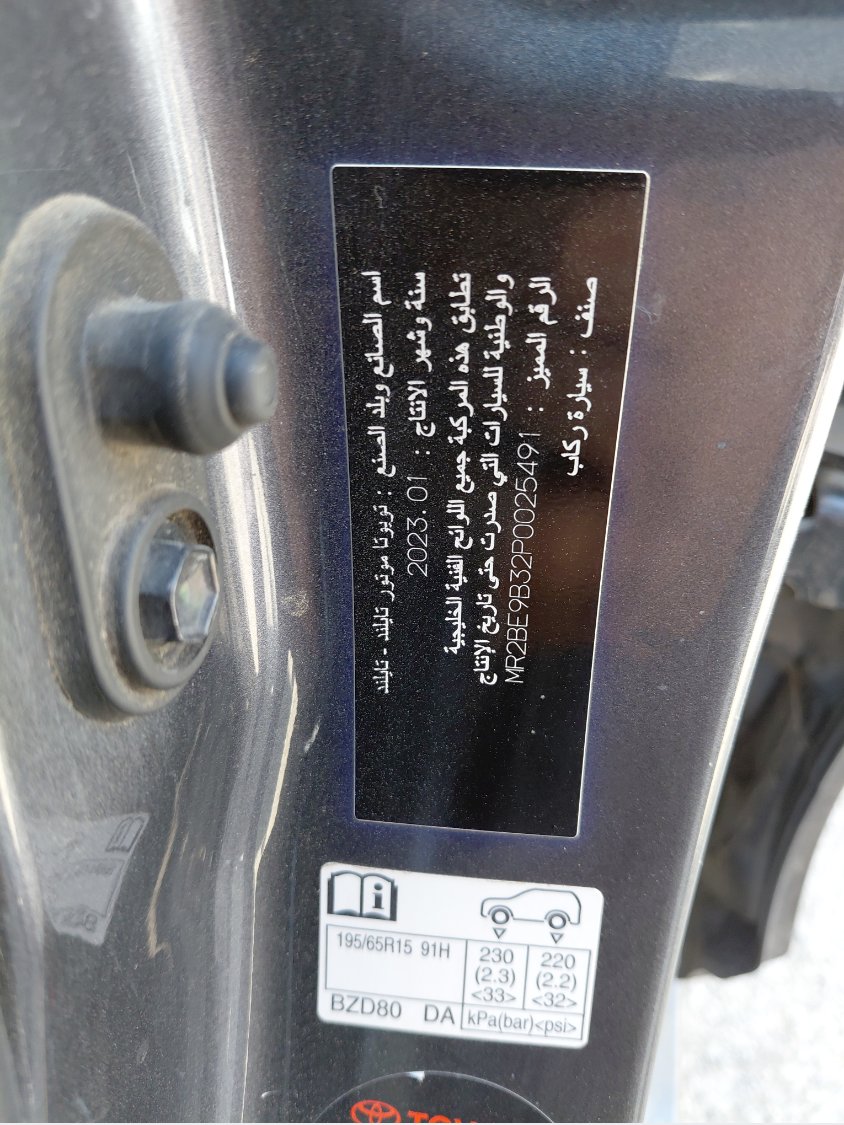 اسم الصانع وبلد الصنع : تويوتا موتور تايلند - تايلند
سنة وشهر الانتاج : 2023.01
تطابق هذه المركبة جميع اللوائح الفنية الخليجية
والوطنية للسيارات التي صدرت حتى تاريخ الإنتاج
الرقم المميز : MR2BE9B32P0025491
صنف : سيارة ركاب
i
195/65R15 91H
230
(2.3)
<33>
220
(2.2)
<32>
BZD80 DA
kPa(bar)<psi>